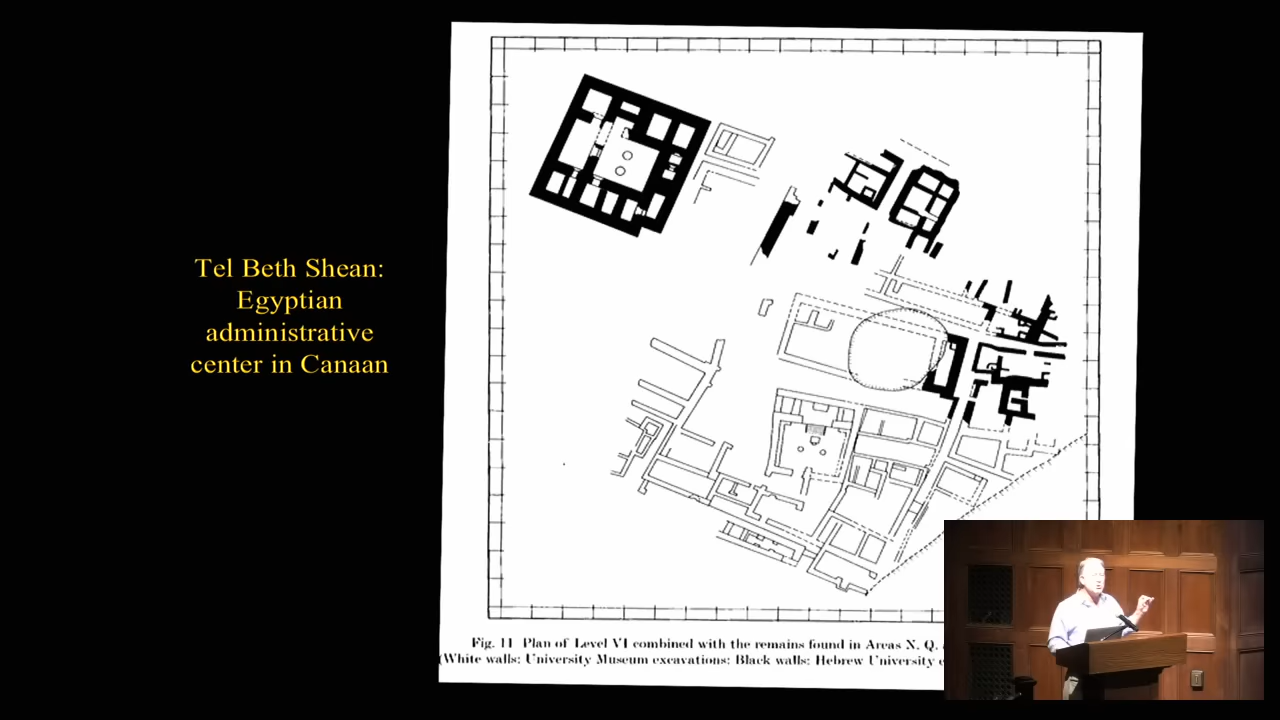 Tel Beth Shean:
Egyptian
administrative
center in Canaan
Fig. 11 Plan of Level VI combined with the remains found in Areas N. Q.
(White walls: University Museum excavations: Black walls: Hebrew University